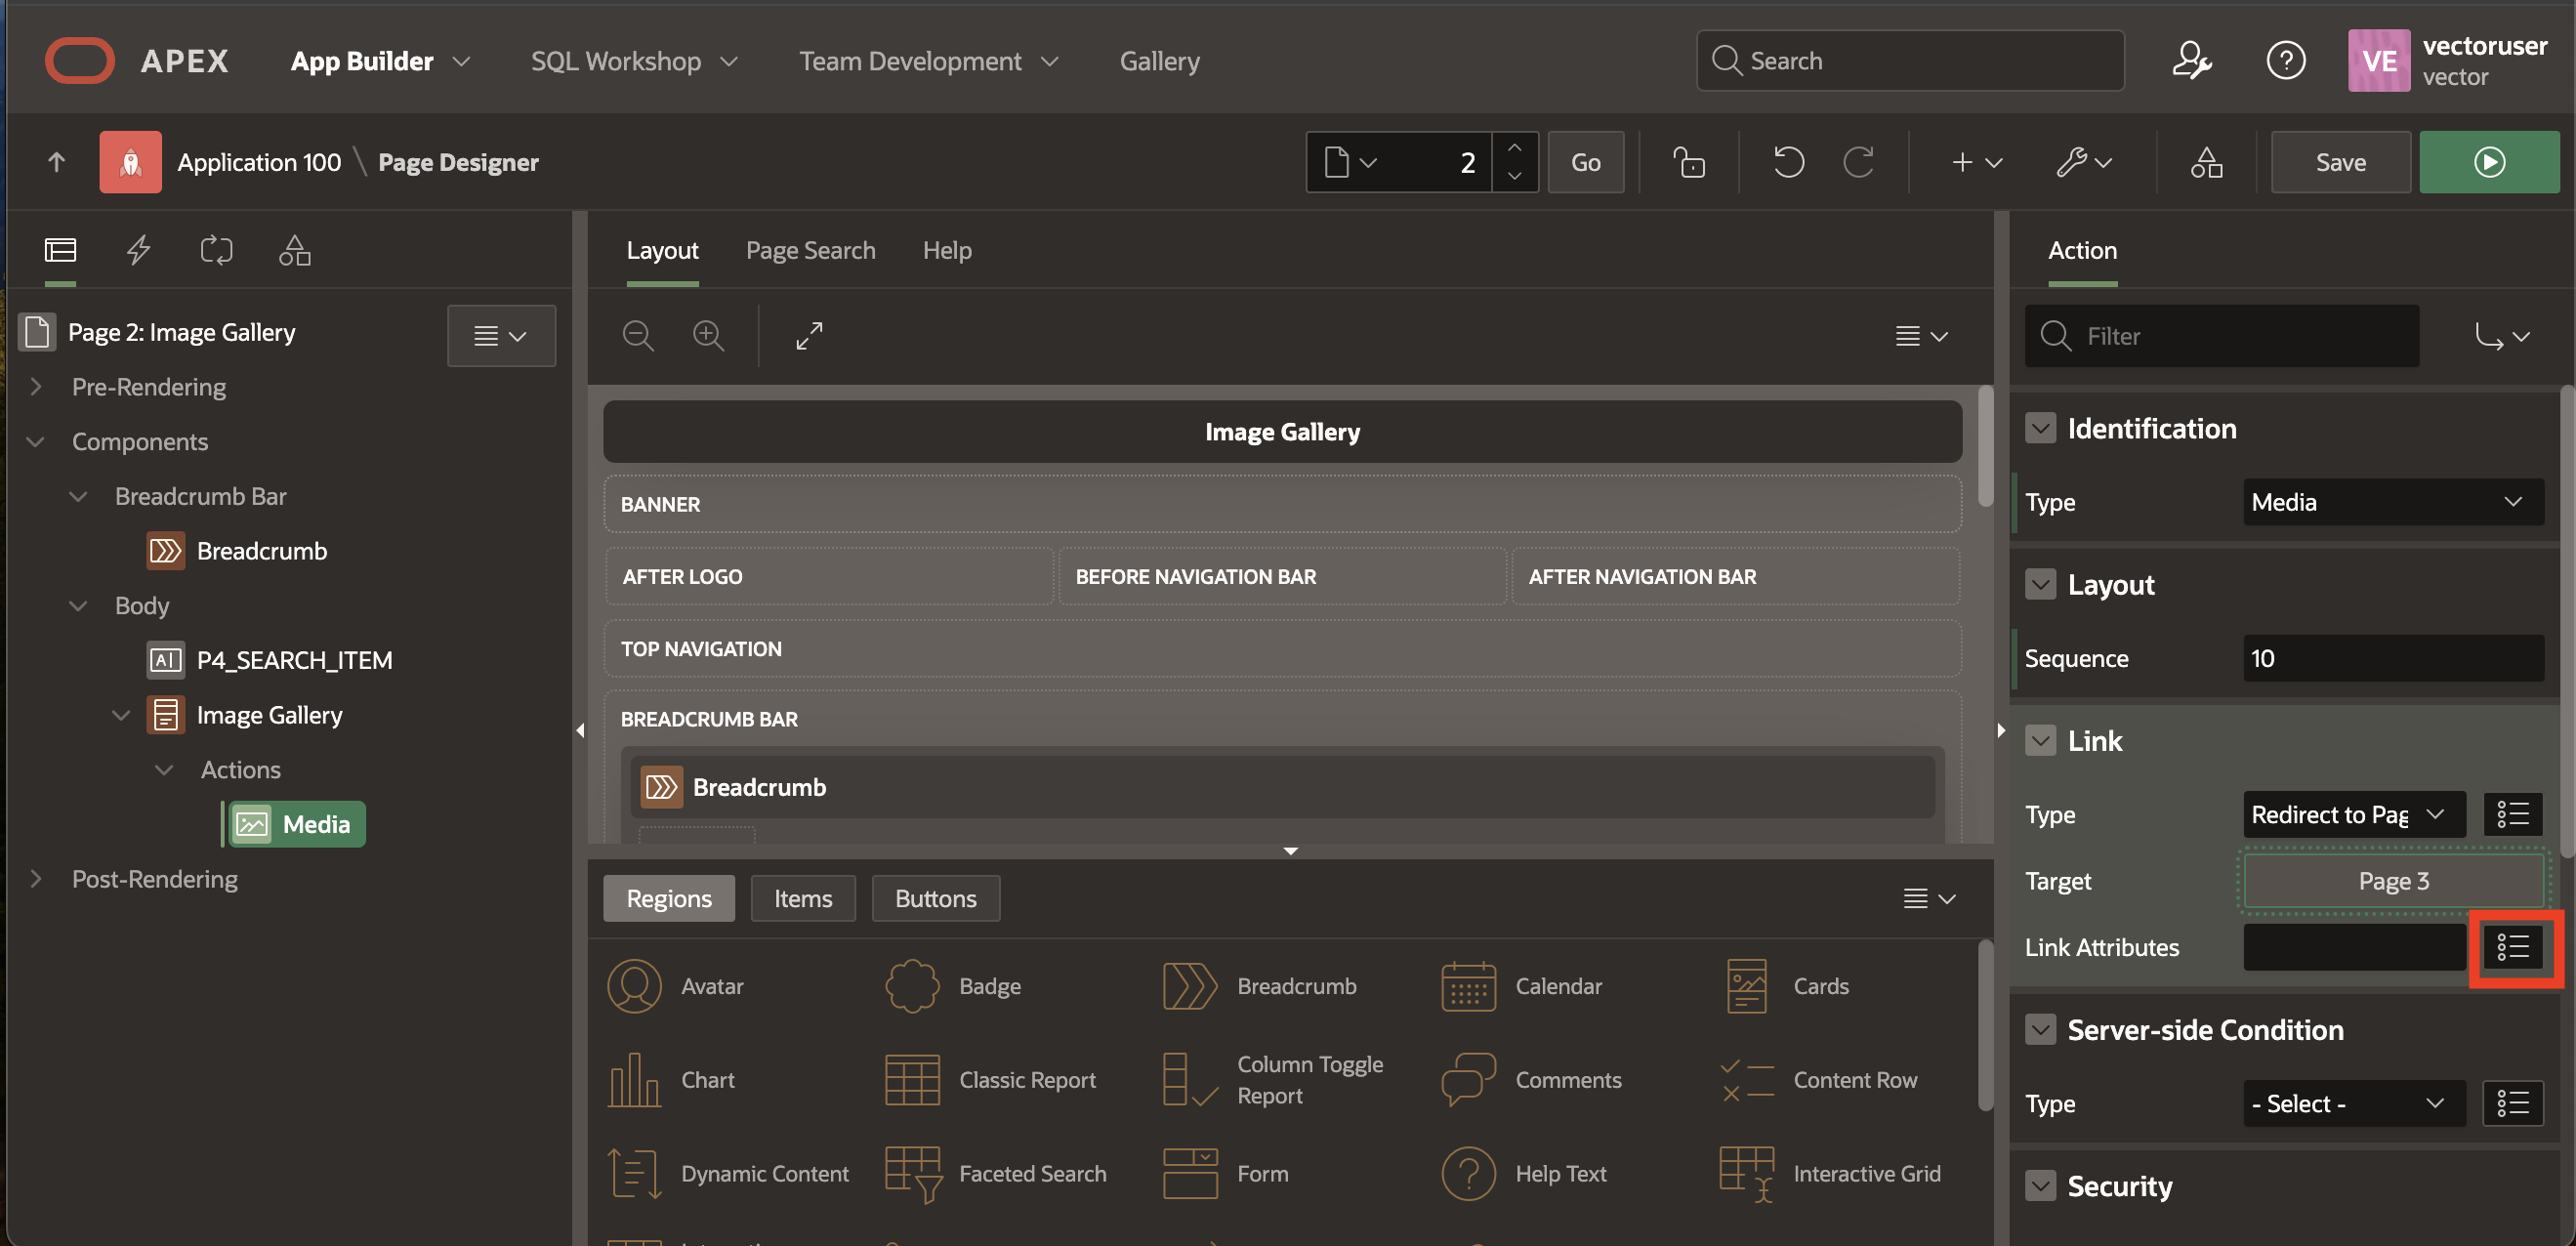 APEX
App Builder
SQL Workshop
Team Development
Gallery
Search
VE
vectoruser
vector
Application 100 \ Page Designer
2
Go
Save
Layout
Page Search
Help
Action
Page 2: Image Gallery
Pre-Rendering
Components
Breadcrumb Bar
Breadcrumb
Body
P4_SEARCH_ITEM
Image Gallery
Actions
Media
Post-Rendering
Image Gallery
BANNER
AFTER LOGO
BEFORE NAVIGATION BAR
AFTER NAVIGATION BAR
TOP NAVIGATION
BREADCRUMB BAR
Breadcrumb
Regions
Items
Buttons
Avatar
Badge
Breadcrumb
Calendar
Cards
Chart
Classic Report
Column Toggle
Report
Comments
Content Row
Dynamic Content
Faceted Search
Form
Help Text
Interactive Grid
Filter
Identification
Type
Media
Layout
Sequence
10
Link
Type
Redirect to Pag
Target
Page 3
Link Attributes
Server-side Condition
Type
- Select -
Security